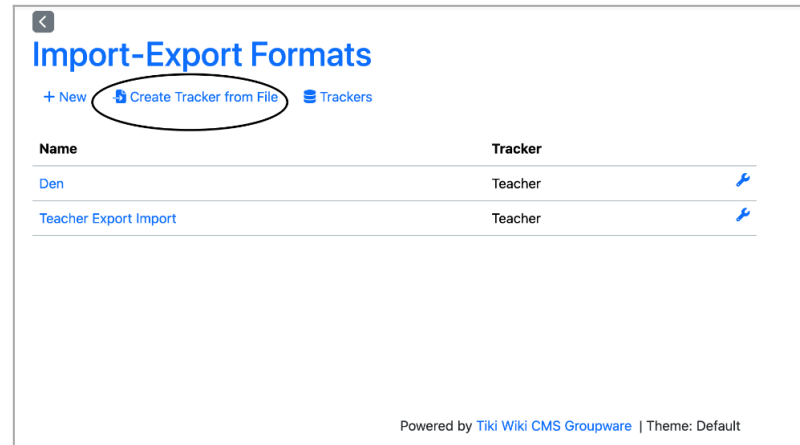 Import-Export Formats
+ New Create Tracker from File Trackers
Name Tracker
Den Teacher
Teacher Export Import Teacher
Powered by Tiki Wiki CMS Groupware | Theme: Default